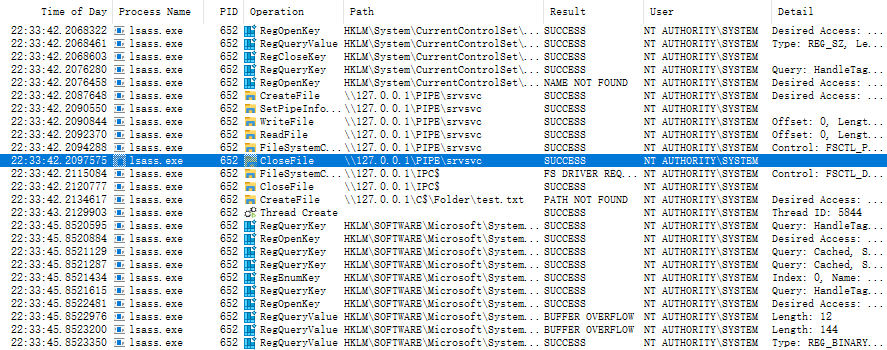 Time of Day Process Name PID Operation Path Result User Detail
22:33:42.2068322 lsass.exe 652 RegOpenKey HKLM\System\CurrentControlSet\... SUCCESS NT AUTHORITY\SYSTEM Desired Access: ...
22:33:42.2068461 lsass.exe 652 RegQueryValue HKLM\System\CurrentControlSet\... SUCCESS NT AUTHORITY\SYSTEM Type: REG_SZ, Le...
22:33:42.2068603 lsass.exe 652 RegCloseKey HKLM\System\CurrentControlSet\... SUCCESS NT AUTHORITY\SYSTEM
22:33:42.2076280 lsass.exe 652 RegQueryKey HKLM\System\CurrentControlSet\... SUCCESS NT AUTHORITY\SYSTEM Query: HandleTag...
22:33:42.2076458 lsass.exe 652 RegOpenKey HKLM\System\CurrentControlSet\... NAME NOT FOUND NT AUTHORITY\SYSTEM Desired Access: ...
22:33:42.2087648 lsass.exe 652 CreateFile \\127.0.0.1\PIPE\srvsvc SUCCESS NT AUTHORITY\SYSTEM Desired Access: ...
22:33:42.2090550 lsass.exe 652 SetPipeInfo... \\127.0.0.1\PIPE\srvsvc SUCCESS NT AUTHORITY\SYSTEM
22:33:42.2090844 lsass.exe 652 WriteFile \\127.0.0.1\PIPE\srvsvc SUCCESS NT AUTHORITY\SYSTEM Offset: 0, Lengt...
22:33:42.2092370 lsass.exe 652 ReadFile \\127.0.0.1\PIPE\srvsvc SUCCESS NT AUTHORITY\SYSTEM Offset: 0, Lengt...
22:33:42.2094288 lsass.exe 652 FileSystemC... \\127.0.0.1\PIPE\srvsvc SUCCESS NT AUTHORITY\SYSTEM Control: FSCTL_P...
22:33:42.2097575 lsass.exe 652 CloseFile \\127.0.0.1\PIPE\srvsvc SUCCESS NT AUTHORITY\SYSTEM
22:33:42.2115084 lsass.exe 652 FileSystemC... \\127.0.0.1\IPC$ FS DRIVER REQ... NT AUTHORITY\SYSTEM Control: FSCTL_D...
22:33:42.2120777 lsass.exe 652 CloseFile \\127.0.0.1\IPC$ SUCCESS NT AUTHORITY\SYSTEM
22:33:42.2134617 lsass.exe 652 CreateFile \\127.0.0.1\C$\Folder\test.txt PATH NOT FOUND NT AUTHORITY\SYSTEM Desired Access: ...
22:33:43.2129903 lsass.exe 652 Thread Create SUCCESS NT AUTHORITY\SYSTEM Thread ID: 5844
22:33:45.8520595 lsass.exe 652 RegQueryKey HKLM\SOFTWARE\Microsoft\System... SUCCESS NT AUTHORITY\SYSTEM Query: HandleTag...
22:33:45.8520884 lsass.exe 652 RegOpenKey HKLM\SOFTWARE\Microsoft\System... SUCCESS NT AUTHORITY\SYSTEM Desired Access: ...
22:33:45.8521129 lsass.exe 652 RegQueryKey HKLM\SOFTWARE\Microsoft\System... SUCCESS NT AUTHORITY\SYSTEM Query: Cached, S...
22:33:45.8521287 lsass.exe 652 RegQueryKey HKLM\SOFTWARE\Microsoft\System... SUCCESS NT AUTHORITY\SYSTEM Query: Cached, S...
22:33:45.8521434 lsass.exe 652 RegEnumKey HKLM\SOFTWARE\Microsoft\System... SUCCESS NT AUTHORITY\SYSTEM Index: 0, Name: ...
22:33:45.8521615 lsass.exe 652 RegQueryKey HKLM\SOFTWARE\Microsoft\System... SUCCESS NT AUTHORITY\SYSTEM Query: HandleTag...
22:33:45.8522481 lsass.exe 652 RegOpenKey HKLM\SOFTWARE\Microsoft\System... SUCCESS NT AUTHORITY\SYSTEM Desired Access: ...
22:33:45.8522976 lsass.exe 652 RegQueryValue HKLM\SOFTWARE\Microsoft\System... BUFFER OVERFLOW NT AUTHORITY\SYSTEM Length: 12
22:33:45.8523200 lsass.exe 652 RegQueryValue HKLM\SOFTWARE\Microsoft\System... BUFFER OVERFLOW NT AUTHORITY\SYSTEM Length: 144
22:33:45.8523350 lsass.exe 652 RegQueryValue HKLM\SOFTWARE\Microsoft\System... SUCCESS NT AUTHORITY\SYSTEM Type: REG_BINARY...